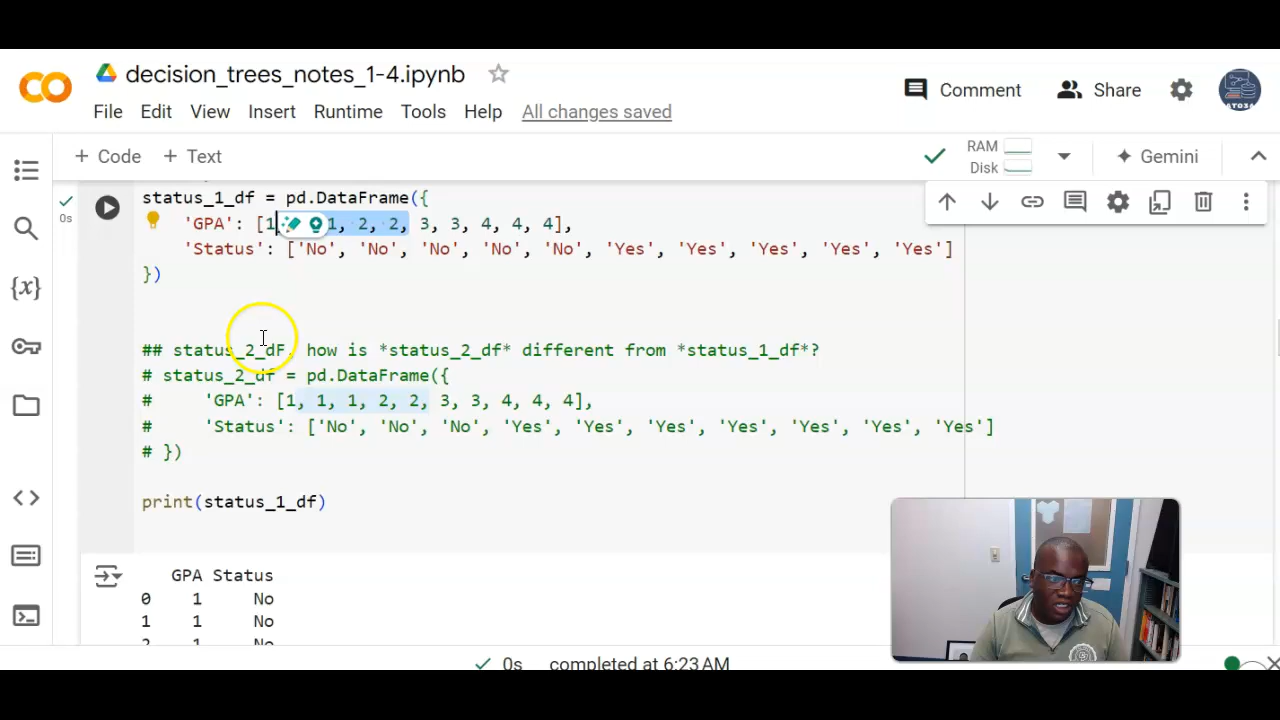 decision_trees_notes_1-4.ipynb
Comment
Share
File Edit View Insert Runtime Tools Help All changes saved
+ Code + Text
RAM
Disk
Gemini
status_1_df = pd.DataFrame({
'GPA': [1 1, 2, 2, 3, 3, 4, 4, 4],
'Status': ['No', 'No', 'No', 'No', 'No', 'Yes', 'Yes', 'Yes', 'Yes', 'Yes']
})
0s
## status_2_dF, how is *status_2_df* different from *status_1_df*?
# status_2_df = pd.DataFrame({
# 'GPA': [1, 1, 1, 2, 2, 3, 3, 4, 4, 4],
# 'Status': ['No', 'No', 'No', 'Yes', 'Yes', 'Yes', 'Yes', 'Yes', 'Yes', 'Yes']
# })
print(status_1_df)
GPA Status
0 1 No
1 1 No
2 1 No
0s completed at 6:23 AM